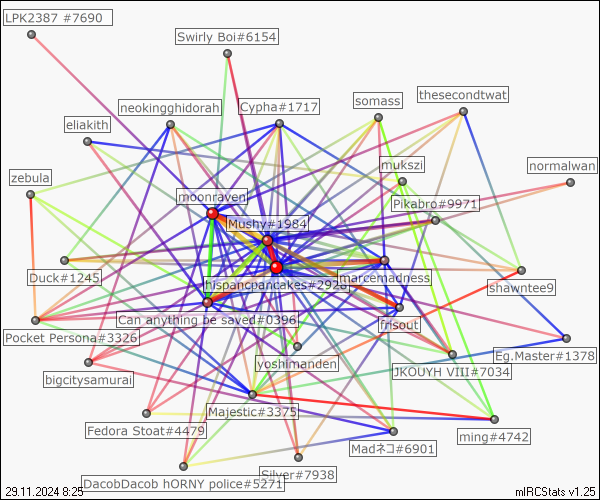 LPK2387 #7690
Swirly Boi#6154
thesecondtwat
somass
neokingghidorah
Cypha#1717
eliakith
mukszi
normalwan
zebula
moonraven
Pikabro#9971
Mushy#1984
Duck#1245
hispancpancakes#2926
marcemadness
shawntee9
Can anything be saved#0396
frisout
Pocket Persona#3326
Eg.Master#1378
yoshimanden
JKOUYH VIII#7034
bigcitysamurai
Majestic#3375
Fedora Stoat#4479
ming#4742
Madネコ#6901
Silver#7938
DacobDacob hORNY police#5271
29.11.2024 8:25
mIRCStats v1.25